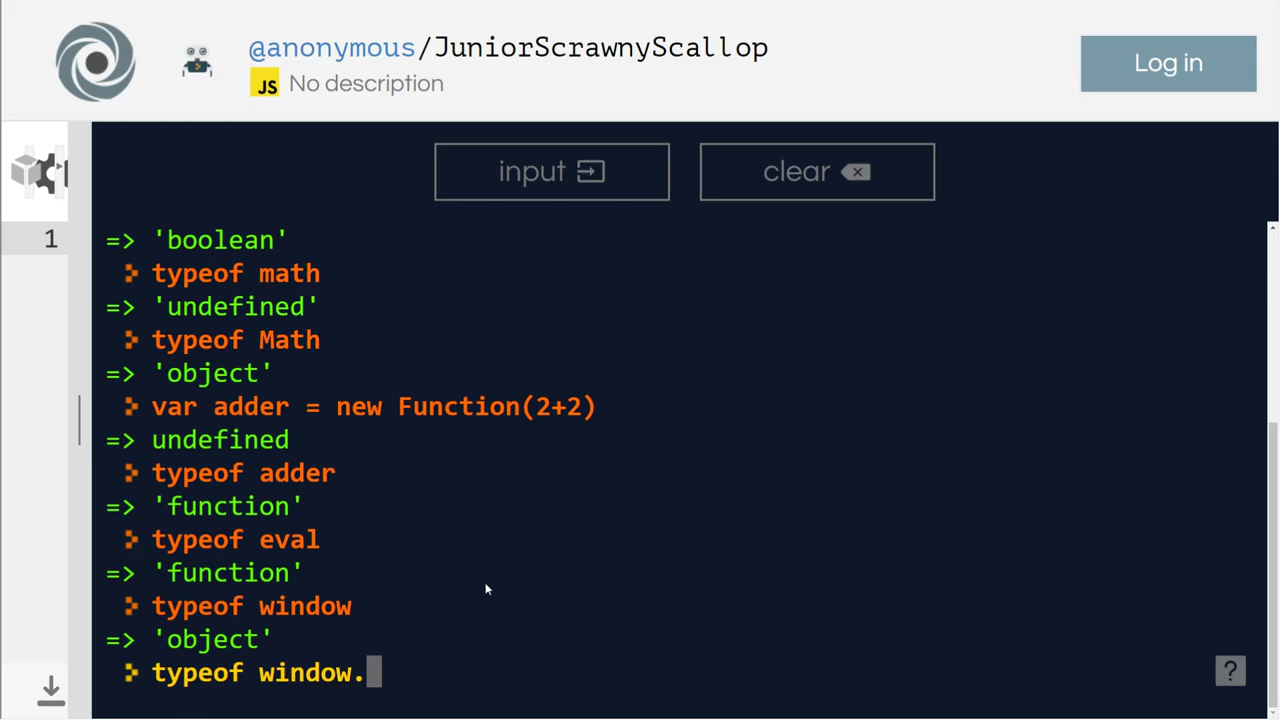 @anonymous/JuniorScrawnyScallop
JS No description
Log in
input
clear
1
=> 'boolean'
typeof math
=> 'undefined'
typeof Math
=> 'object'
var adder = new Function(2+2)
=> undefined
typeof adder
=> 'function'
typeof eval
=> 'function'
typeof window
=> 'object'
typeof window.
?